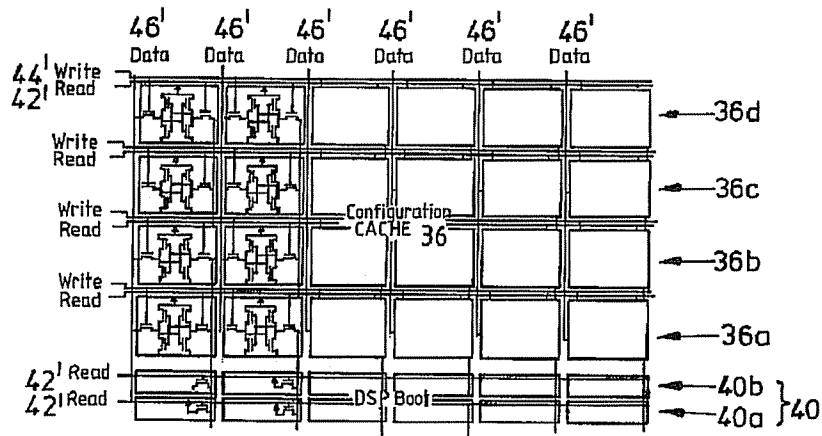 46' 46' 46' 46' 46' 46'
Data Data Data Data Data Data
44' Write
42' Read
36d
Write
Read
36c
Write
Read
Configuration
CACHE 36
36b
Write
Read
36a
42' Read
40b
42' Read
DSP Boot
40a
40